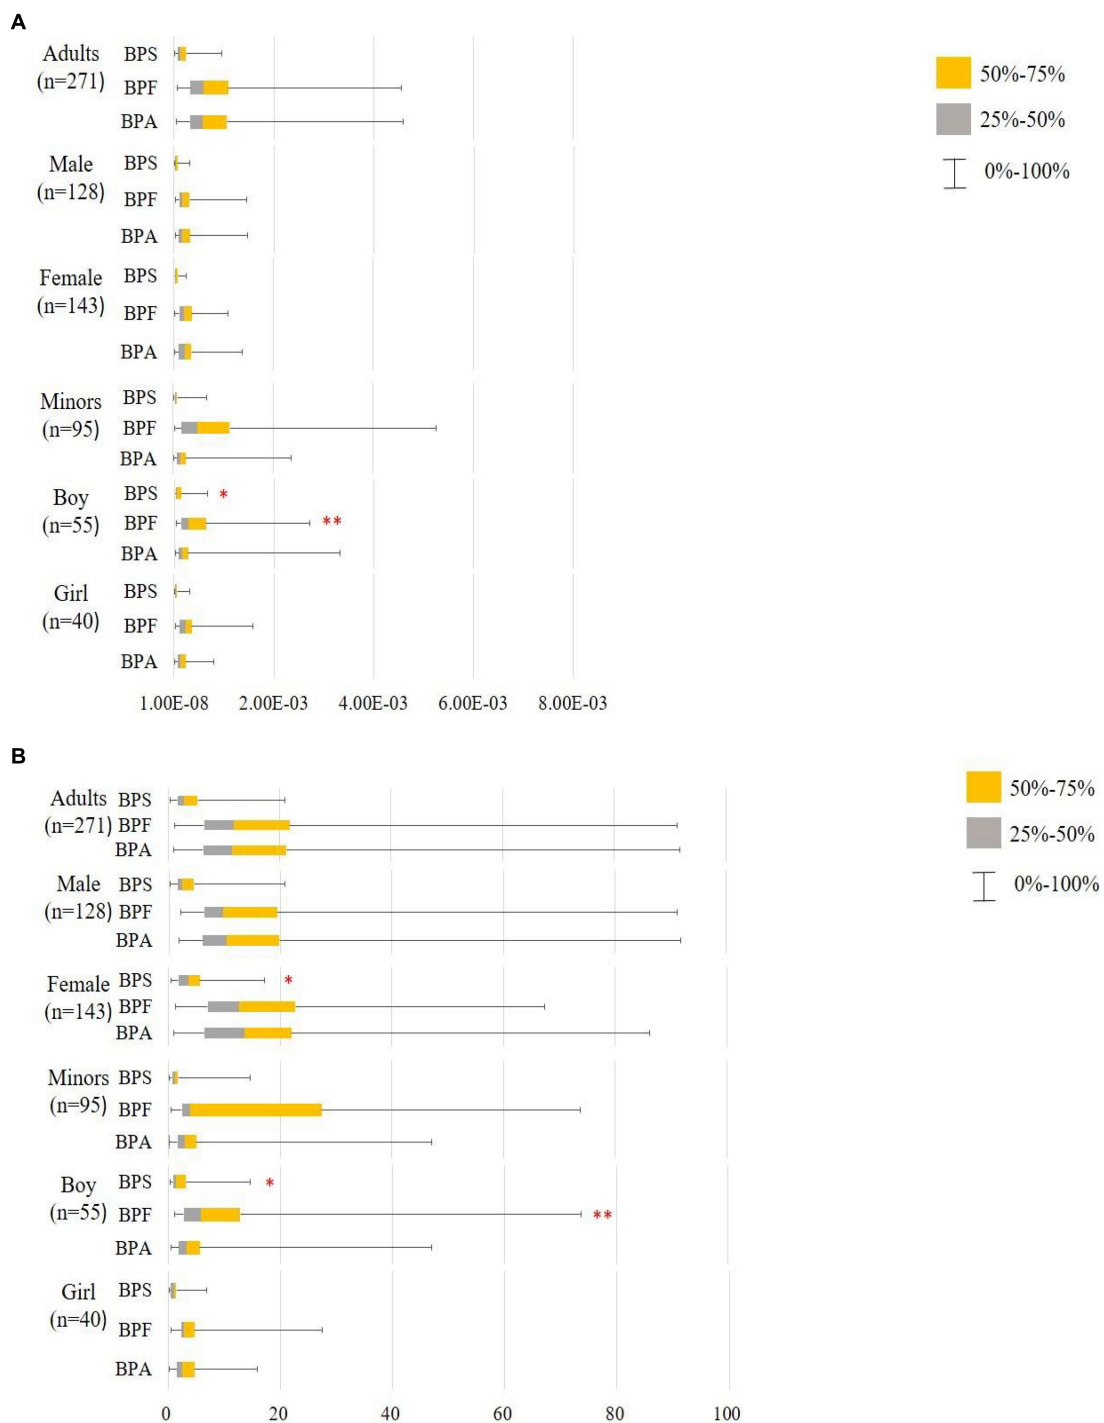 A
Adults
(n=271)
BPS
BPF
BPA
50%-75%
25%-50%
0%-100%
Male
(n=128)
BPS
BPF
BPA
Female
(n=143)
BPS
BPF
BPA
Minors
(n=95)
BPS
BPF
BPA
Boy
(n=55)
BPS *
BPF **
BPA
Girl
(n=40)
BPS
BPF
BPA
1.00E-08 2.00E-03 4.00E-03 6.00E-03 8.00E-03
B
Adults
(n=271)
BPS
BPF
BPA
50%-75%
25%-50%
0%-100%
Male
(n=128)
BPS
BPF
BPA
Female
(n=143)
BPS *
BPF
BPA
Minors
(n=95)
BPS
BPF
BPA
Boy
(n=55)
BPS *
BPF **
BPA
Girl
(n=40)
BPS
BPF
BPA
0 20 40 60 80 100